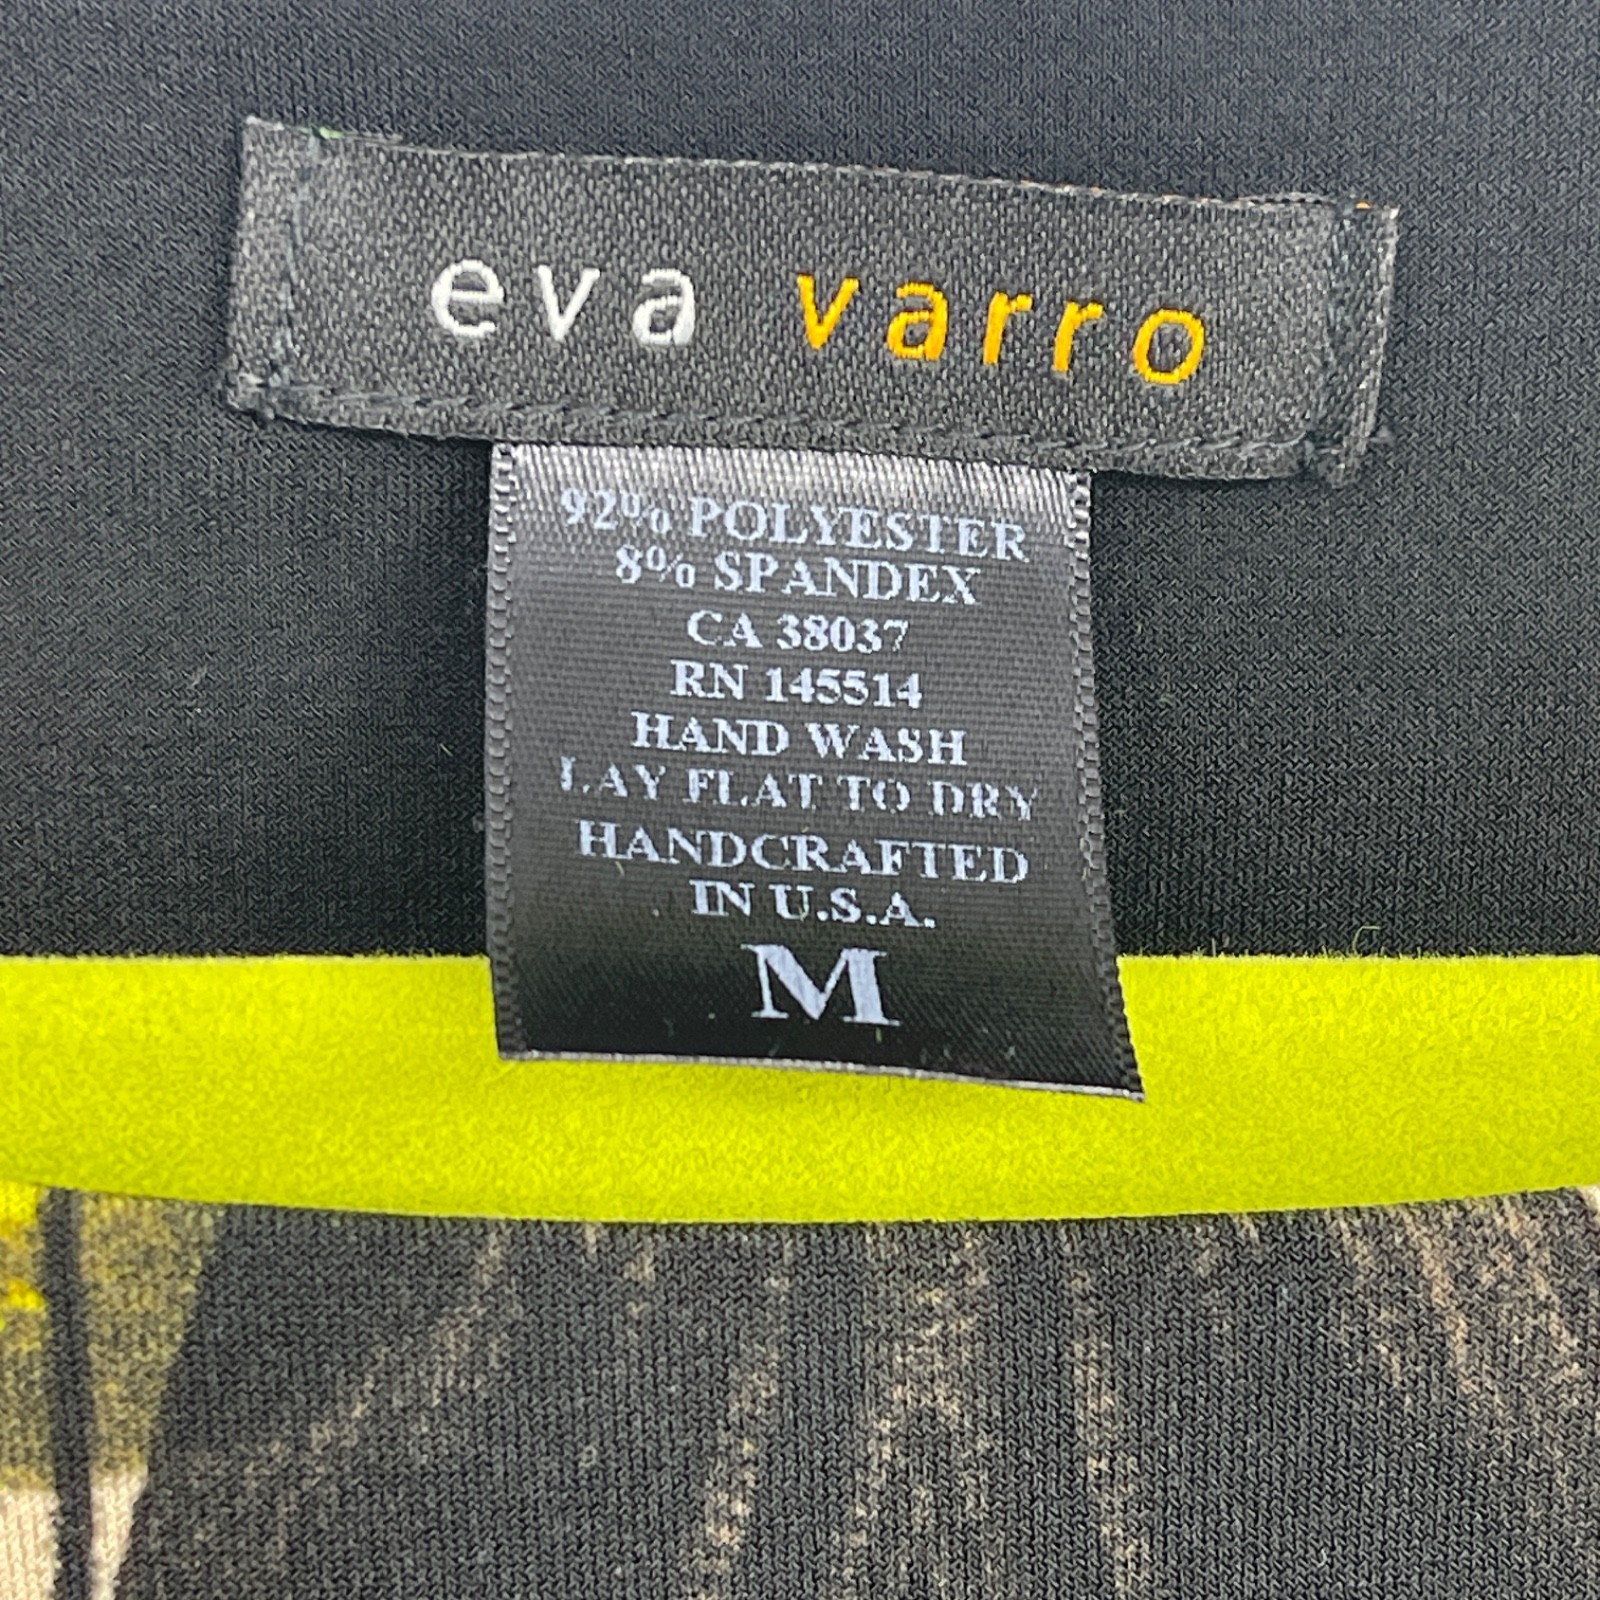 eva varro
92% POLYESTER
8% SPANDEX
CA 38037
RN 145514
HAND WASH
LAY FLAT TO DRY
HANDCRAFTED
IN U.S.A.
M